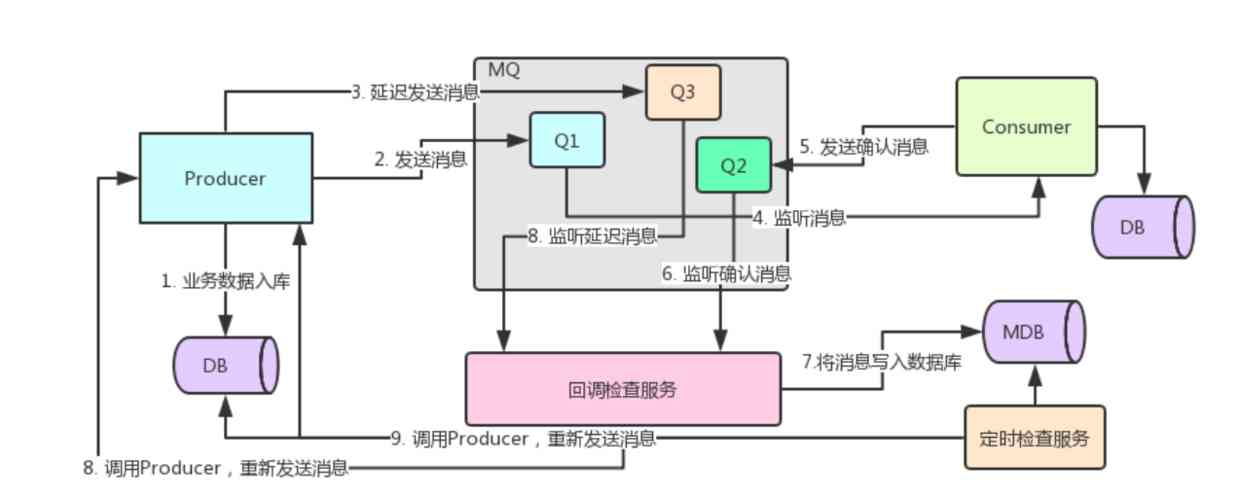 MQ
3. 延迟发送消息
Q3
Q1
Consumer
2. 发送消息
5. 发送确认消息
Q2
Producer
4. 监听消息
DB
8. 监听延迟消息
6. 监听确认消息
1. 业务数据入库
MDB
7.将消息写入数据库
DB
回调检查服务
9. 调用Producer，重新发送消息
定时检查服务
8. 调用Producer，重新发送消息